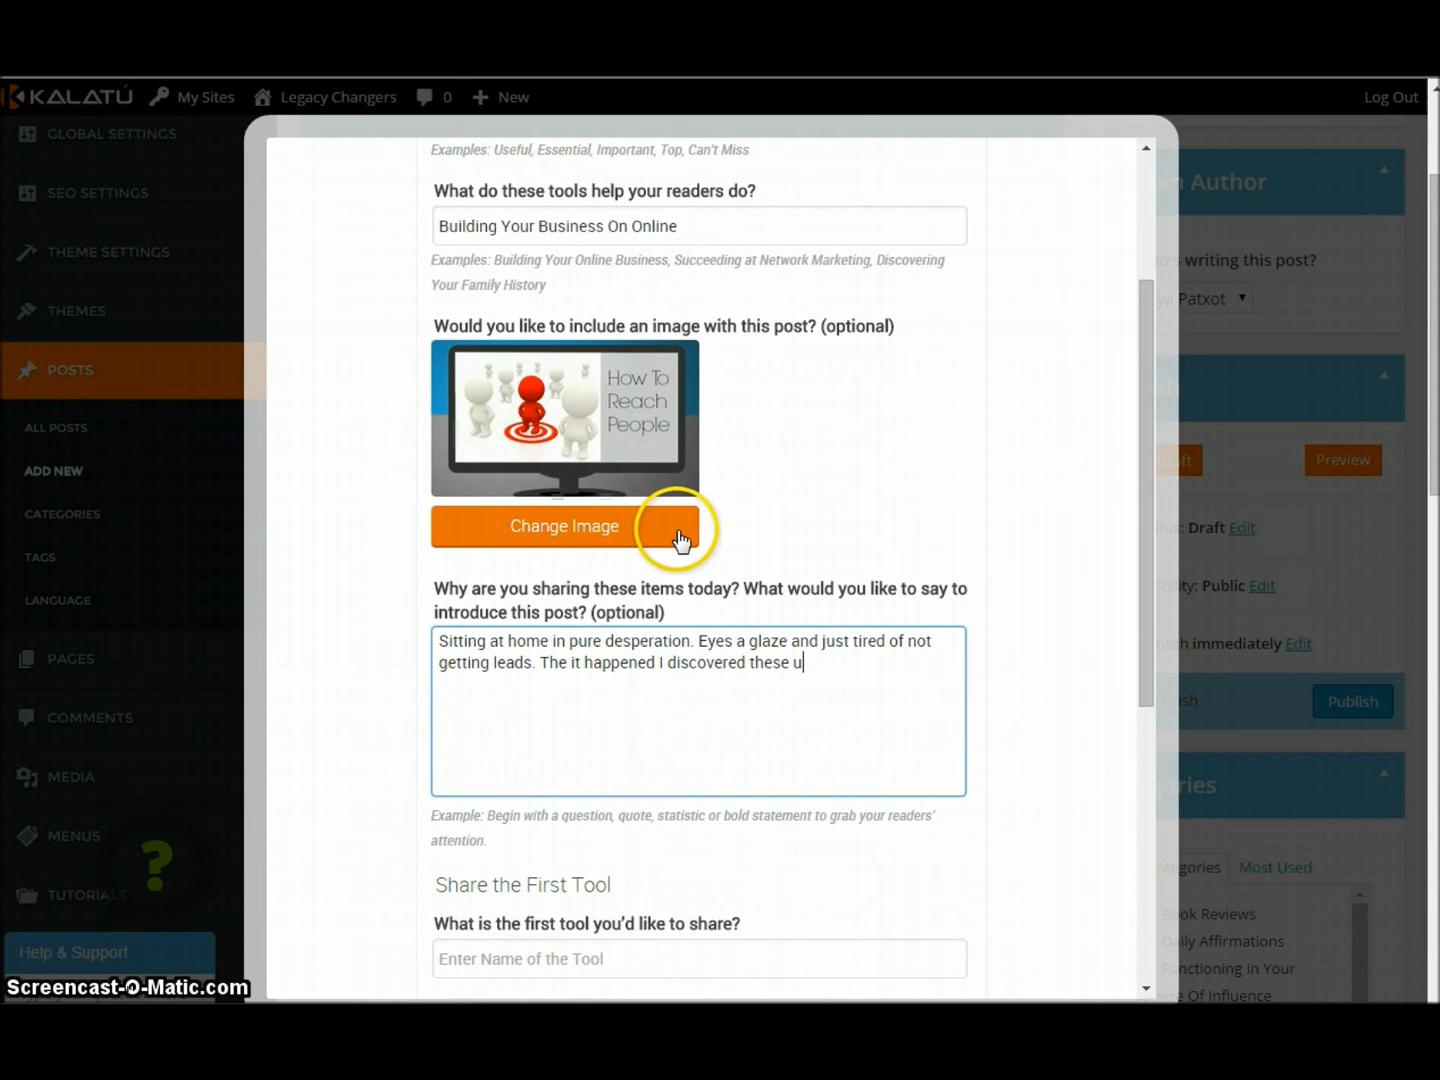 KALATÚ My Sites Legacy Changers 0 New Log Out
GLOBAL SETTINGS
SEO SETTINGS
THEME SETTINGS
THEMES
POSTS
ALL POSTS
ADD NEW
CATEGORIES
TAGS
LANGUAGE
PAGES
COMMENTS
MEDIA
MENUS
?
TUTORIALS
Help & Support
Screencast-O-Matic.com
Examples: Useful, Essential, Important, Top, Can't Miss
What do these tools help your readers do?
Building Your Business On Online
Examples: Building Your Online Business, Succeeding at Network Marketing, Discovering
Your Family History
Would you like to include an image with this post? (optional)
How To
Reach
People
Change Image
Why are you sharing these items today? What would you like to say to
introduce this post? (optional)
Sitting at home in pure desperation. Eyes a glaze and just tired of not
getting leads. The it happened I discovered these u
Example: Begin with a question, quote, statistic or bold statement to grab your readers'
attention.
Share the First Tool
What is the first tool you'd like to share?
Enter Name of the Tool
Author
writing this post?
Patxot
Preview
Draft Edit
Public Edit
immediately Edit
Publish
Most Used
Book Reviews
Daily Affirmations
Functioning In Your
Of Influence